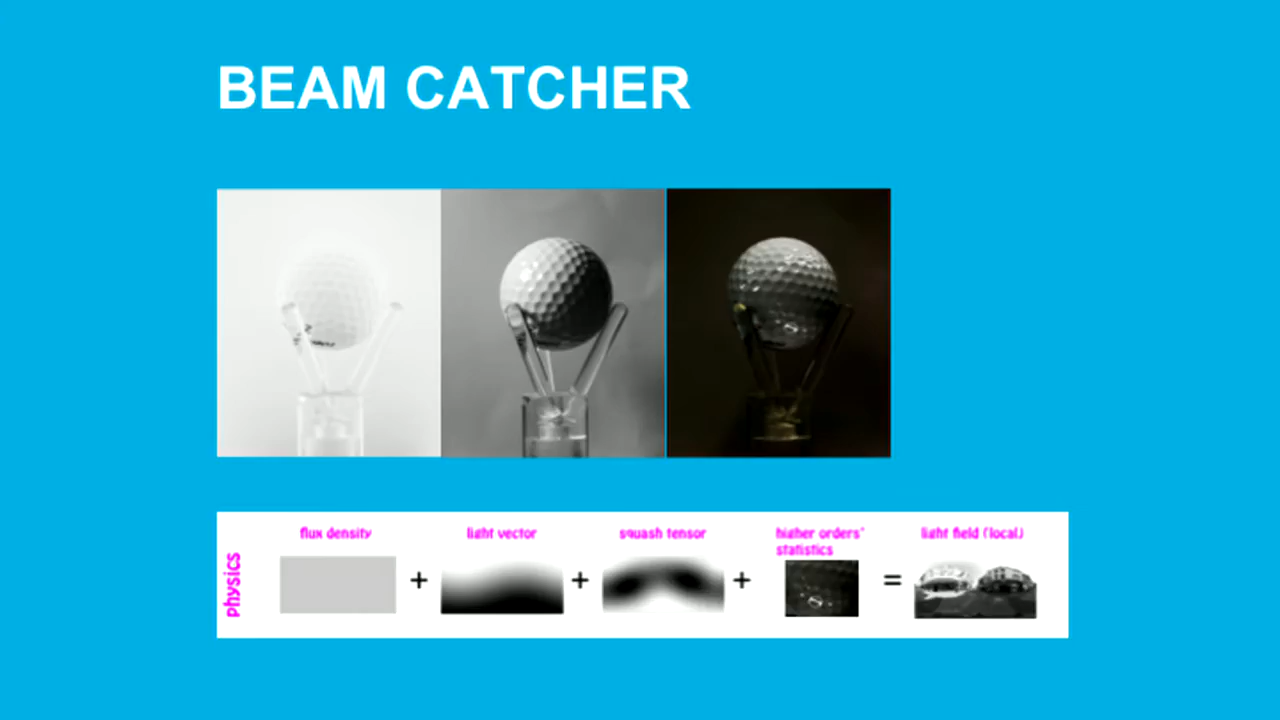 BEAM CATCHER
flux density
light vector
squash tensor
higher orders'
statistics
light field (local)
physics
+ + + =